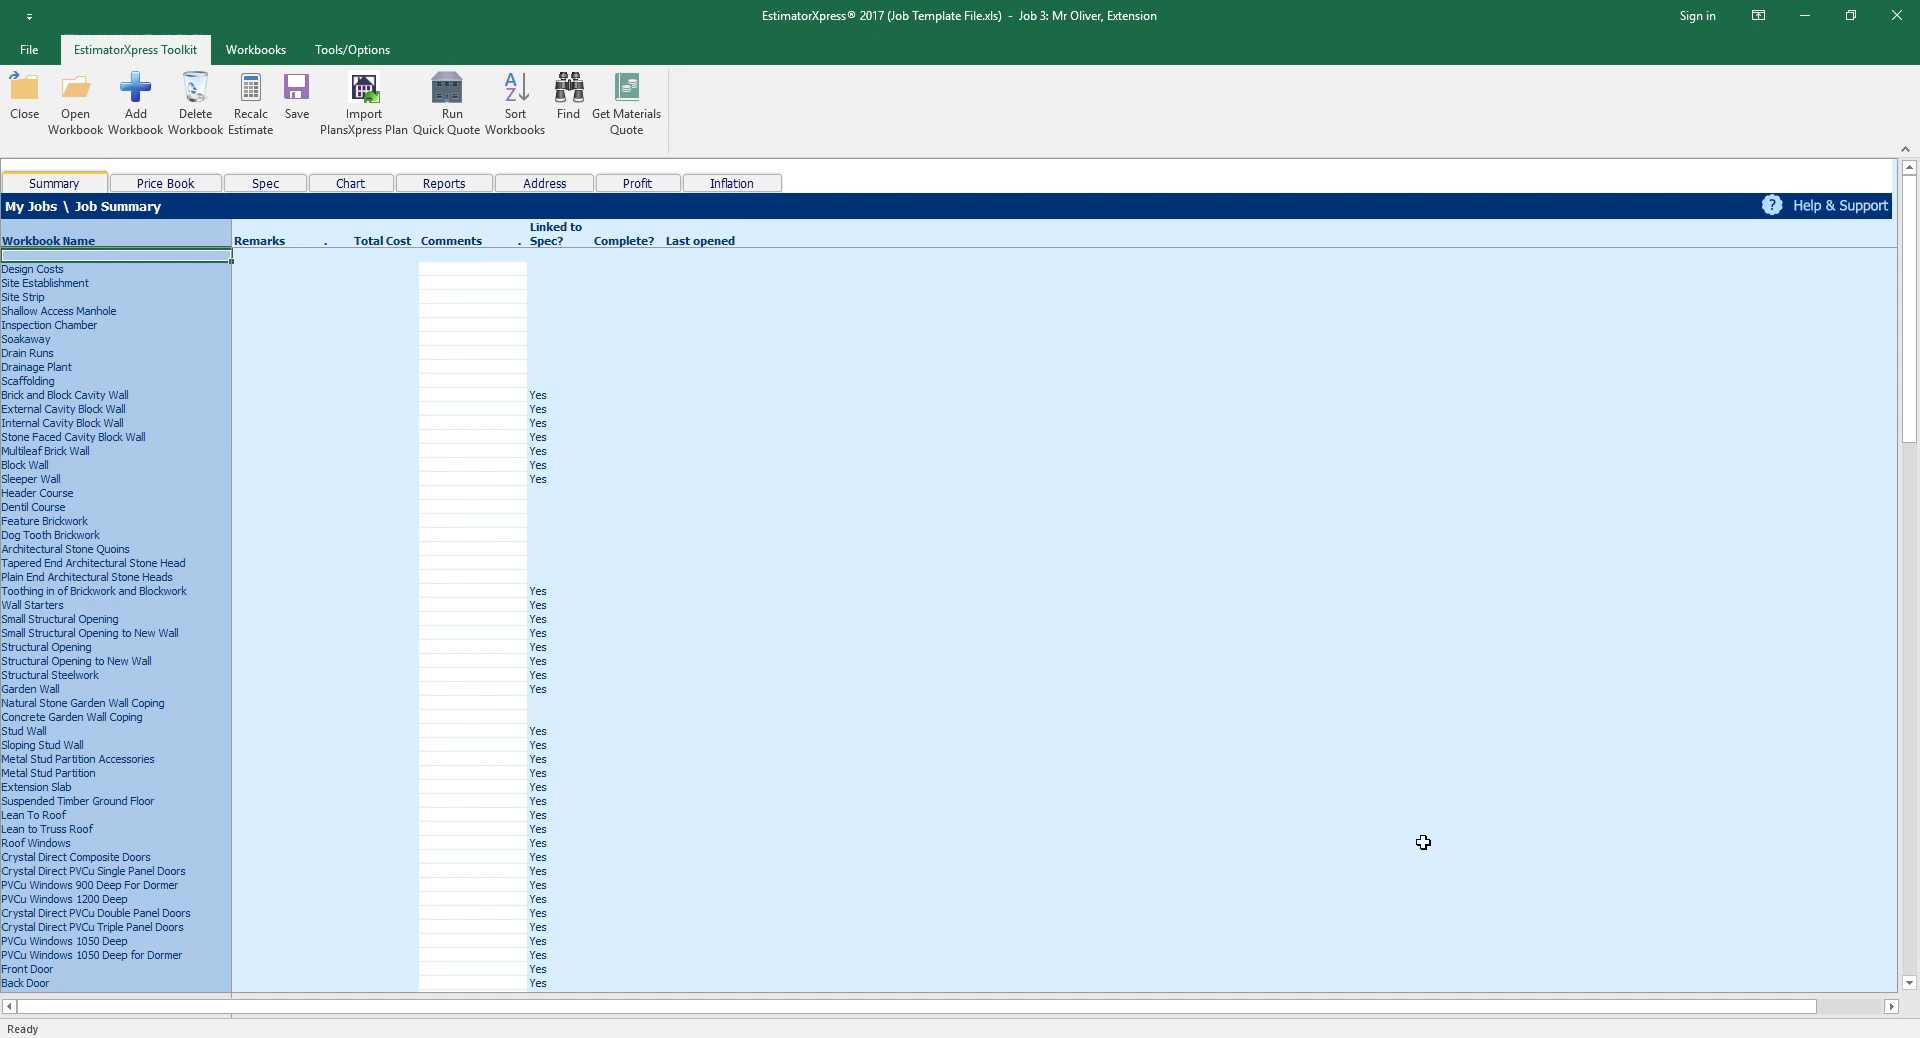 EstimatorXpress® 2017 (Job Template File.xls) - Job 3: Mr Oliver, Extension
Sign in
File
EstimatorXpress Toolkit
Workbooks
Tools/Options
Close
Open Workbook
Add Workbook
Delete Workbook
Recalc Estimate
Save
Import PlansXpress Plan
Run Quick Quote
Sort Workbooks
Find
Get Materials Quote
Summary
Price Book
Spec
Chart
Reports
Address
Profit
Inflation
My Jobs \ Job Summary
? Help & Support
Workbook Name Remarks . Total Cost Comments . Linked to Spec? Complete? Last opened
Design Costs
Site Establishment
Site Strip
Shallow Access Manhole
Inspection Chamber
Soakaway
Drain Runs
Drainage Plant
Scaffolding
Brick and Block Cavity Wall Yes
External Cavity Block Wall Yes
Internal Cavity Block Wall Yes
Stone Faced Cavity Block Wall Yes
Multileaf Brick Wall Yes
Block Wall Yes
Sleeper Wall Yes
Header Course
Dentil Course
Feature Brickwork
Dog Tooth Brickwork
Architectural Stone Quoins
Tapered End Architectural Stone Head
Plain End Architectural Stone Heads
Toothing in of Brickwork and Blockwork Yes
Wall Starters Yes
Small Structural Opening Yes
Small Structural Opening to New Wall Yes
Structural Opening Yes
Structural Opening to New Wall Yes
Structural Steelwork Yes
Garden Wall Yes
Natural Stone Garden Wall Coping
Concrete Garden Wall Coping
Stud Wall Yes
Sloping Stud Wall Yes
Metal Stud Partition Accessories Yes
Metal Stud Partition Yes
Extension Slab Yes
Suspended Timber Ground Floor Yes
Lean To Roof Yes
Lean to Truss Roof Yes
Roof Windows Yes
Crystal Direct Composite Doors Yes
Crystal Direct PVCu Single Panel Doors Yes
PVCu Windows 900 Deep For Dormer Yes
PVCu Windows 1200 Deep Yes
Crystal Direct PVCu Double Panel Doors Yes
Crystal Direct PVCu Triple Panel Doors Yes
PVCu Windows 1050 Deep Yes
PVCu Windows 1050 Deep for Dormer Yes
Front Door Yes
Back Door Yes
Ready